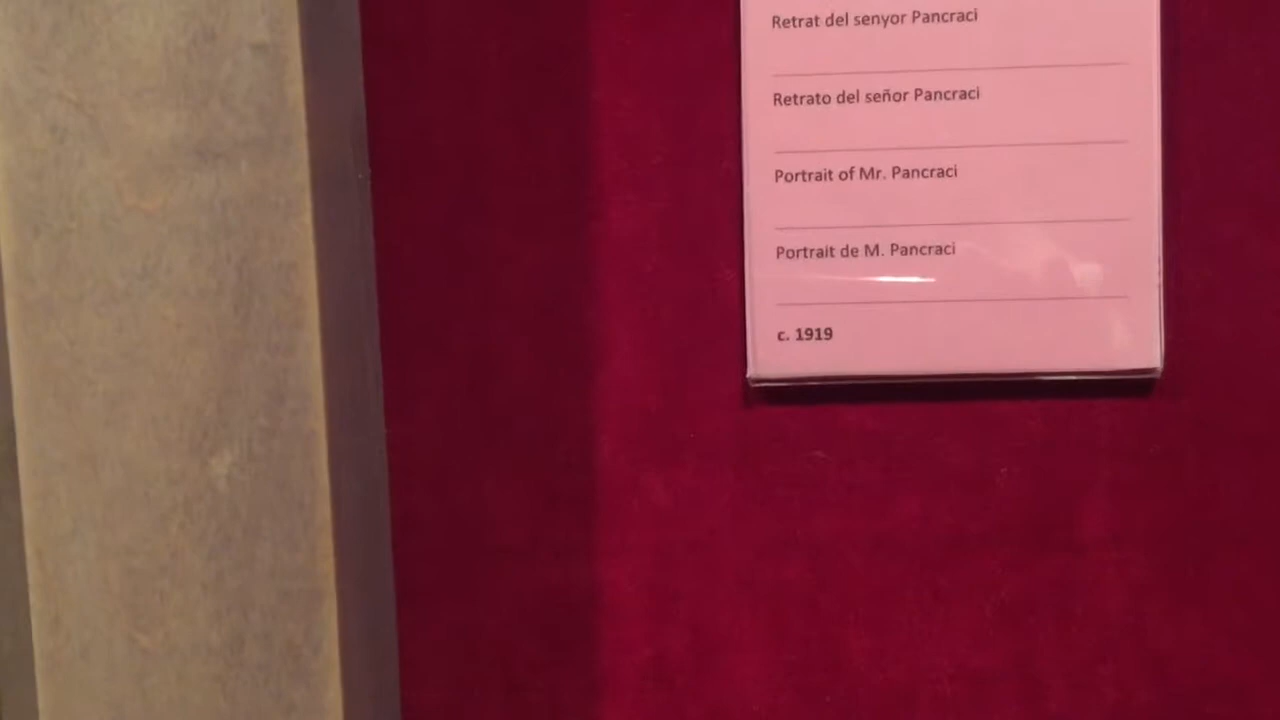 Retrat del senyor Pancraci
Retrato del señor Pancraci
Portrait of Mr. Pancraci
Portrait de M. Pancraci
c. 1919